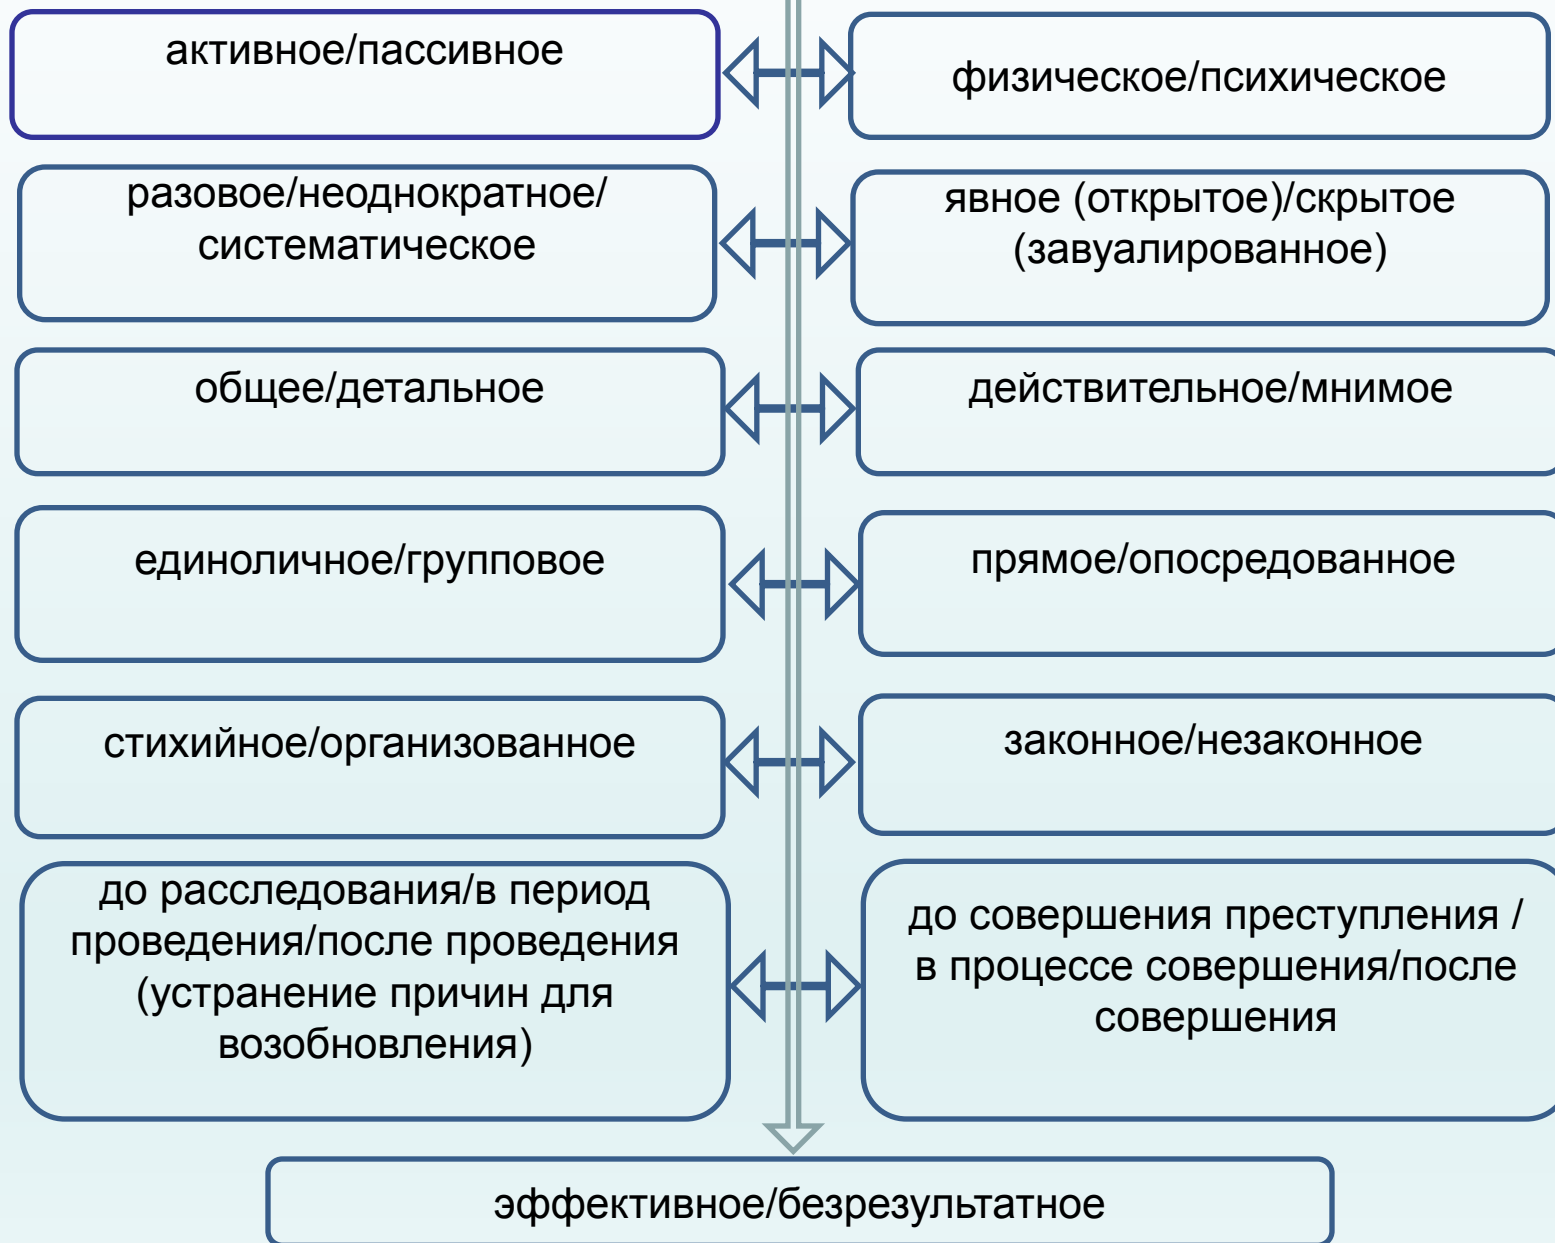 активное/пассивное
физическое/психическое
разовое/неоднократное/
систематическое
явное (открытое)/скрытое
(завуалированное)
общее/детальное
действительное/мнимое
единоличное/групповое
прямое/опосредованное
стихийное/организованное
законное/незаконное
до расследования/в период
проведения/после проведения
(устранение причин для
возобновления)
до совершения преступления /
в процессе совершения/после
совершения
эффективное/безрезультатное